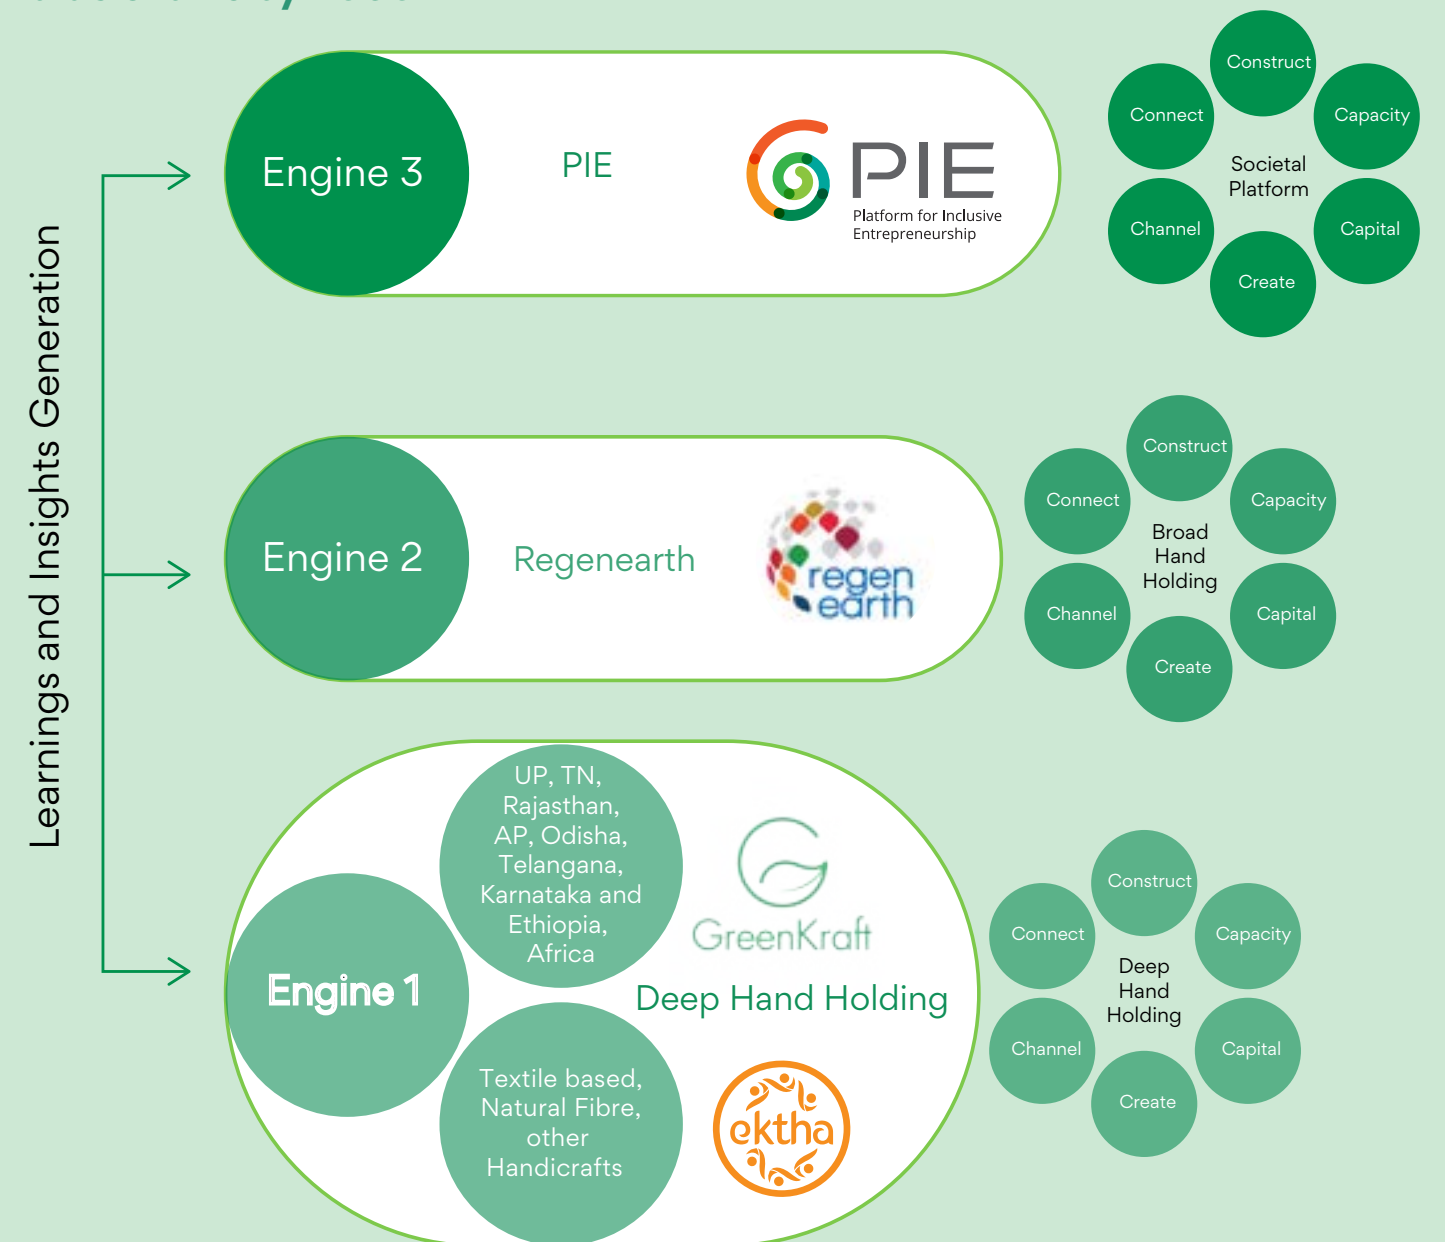 Learnings and Insights Generation
Engine 3
PIE
PIE
Platform for Inclusive
Entrepreneurship
Construct
Connect
Capacity
Societal
Platform
Channel
Capital
Create
Engine 2
Regenearth
regen
earth
Construct
Connect
Capacity
Broad
Hand
Holding
Channel
Capital
Create
Engine 1
UP, TN,
Rajasthan,
AP, Odisha,
Telangana,
Karnataka and
Ethiopia,
Africa
GreenKraft
Deep Hand Holding
Textile based,
Natural Fibre,
other
Handicrafts
ektha
Construct
Connect
Capacity
Deep
Hand
Holding
Channel
Capital
Create